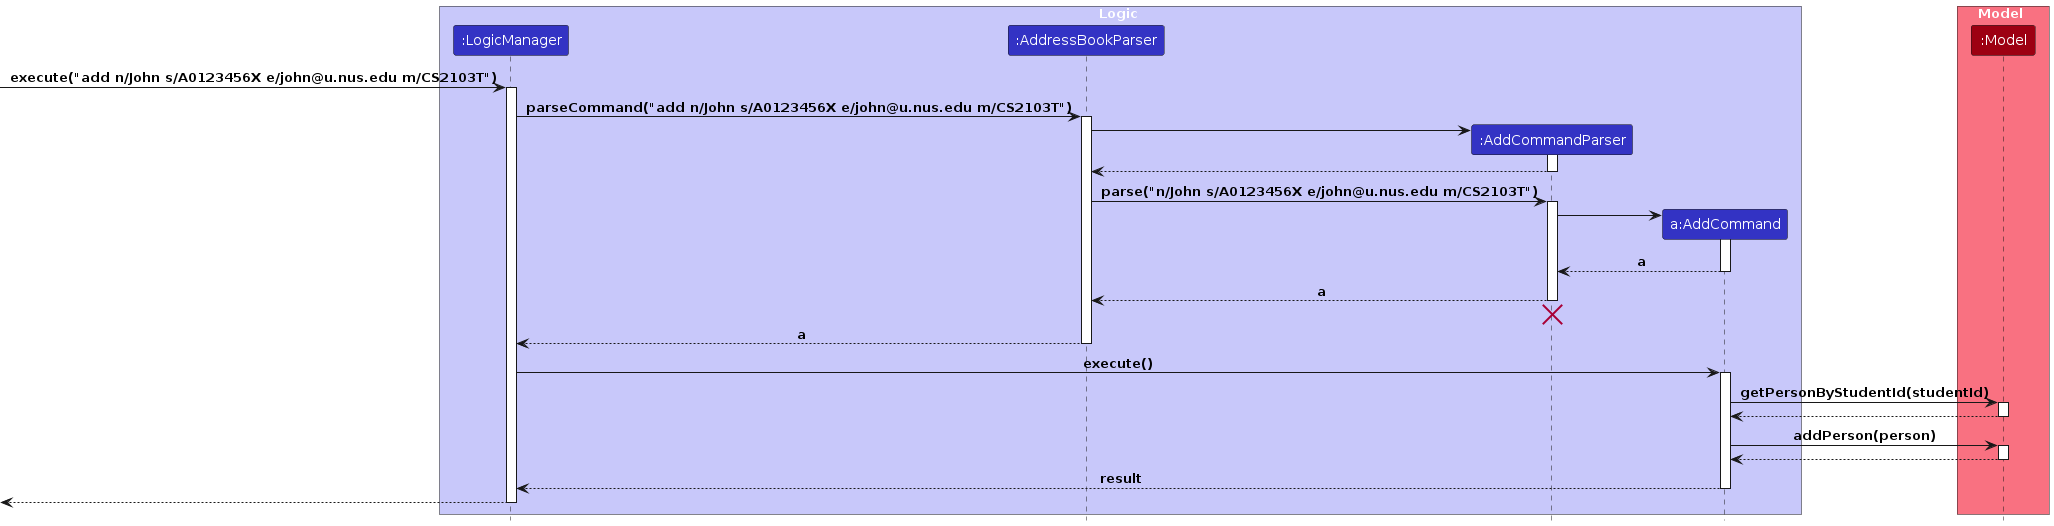 Logic
Model
:LogicManager
:AddressBookParser
:Model
execute("add n/John s/A0123456X e/john@u.nus.edu m/CS2103T")
parseCommand("add n/John s/A0123456X e/john@u.nus.edu m/CS2103T")
:AddCommandParser
parse("n/John s/A0123456X e/john@u.nus.edu m/CS2103T")
a:AddCommand
a
a
a
execute()
getPersonByStudentId(studentId)
addPerson(person)
result